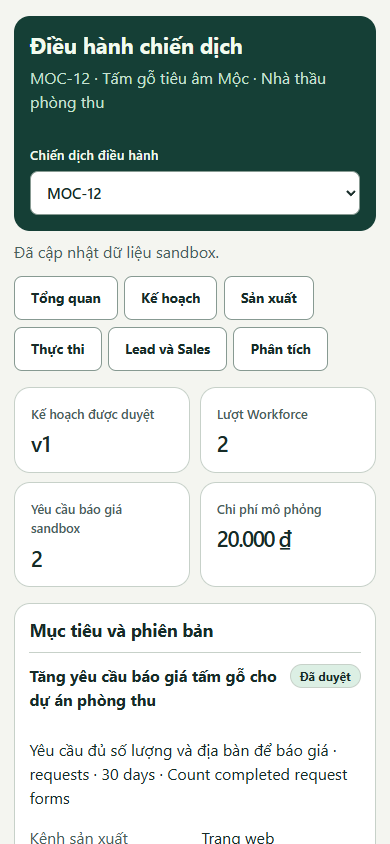 Điều hành chiến dịch
MOC-12 · Tấm gỗ tiêu âm Mộc · Nhà thầu
phòng thu
Chiến dịch điều hành
MOC-12
Đã cập nhật dữ liệu sandbox.
Tổng quan
Kế hoạch
Sản xuất
Thực thi
Lead và Sales
Phân tích
Kế hoạch được duyệt
v1
Lượt Workforce
2
Yêu cầu báo giá
sandbox
2
Chi phí mô phỏng
20.000 ₫
Mục tiêu và phiên bản
Tăng yêu cầu báo giá tấm gỗ cho
dự án phòng thu
Đã duyệt
Yêu cầu đủ số lượng và địa bàn để báo giá ·
requests · 30 days · Count completed request
forms
Kênh sản xuất
Trang web